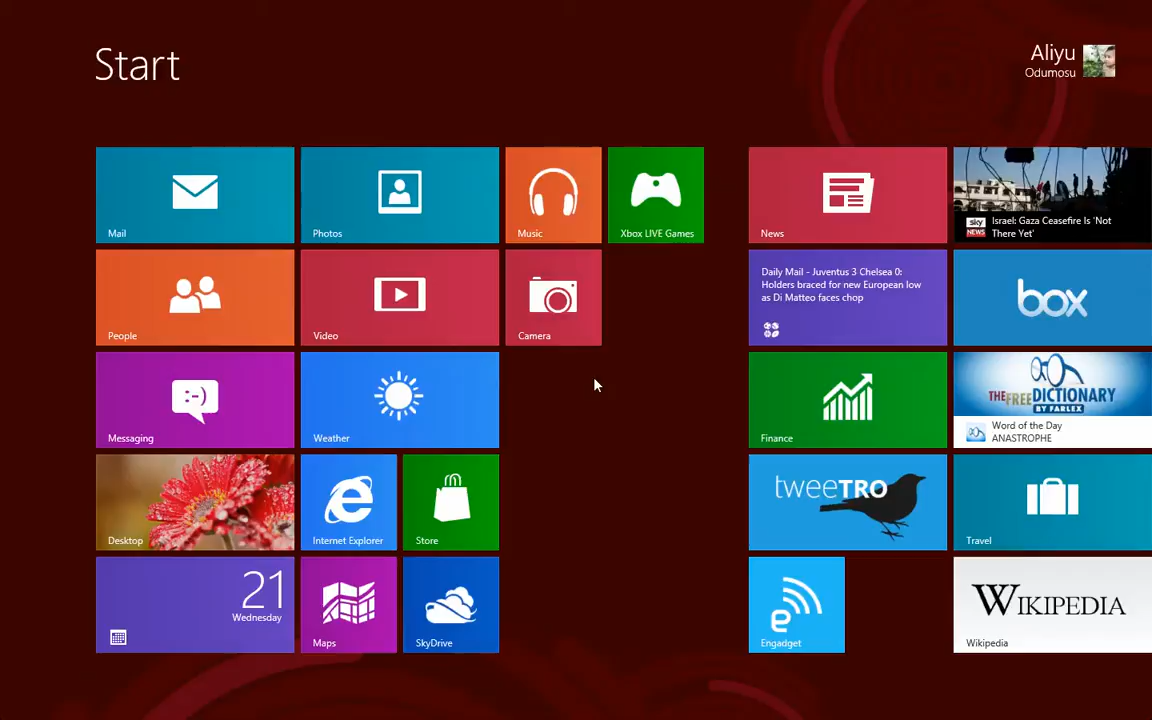 Start
Aliyu
Odumosu
Mail
Photos
Music
Xbox LIVE Games
People
Video
Camera
Messaging
:-)
Weather
Desktop
Internet Explorer
Store
21
Wednesday
Maps
SkyDrive
News
sky
NEWS
Israel: Gaza Ceasefire Is 'Not
There Yet'
Daily Mail - Juventus 3 Chelsea 0:
Holders braced for new European low
as Di Matteo faces chop
box
Finance
THE FREE DICTIONARY
BY FARLEX
Word of the Day
ANASTROPHE
tweetRO
Travel
e
Engadget
WIKIPEDIA
Wikipedia